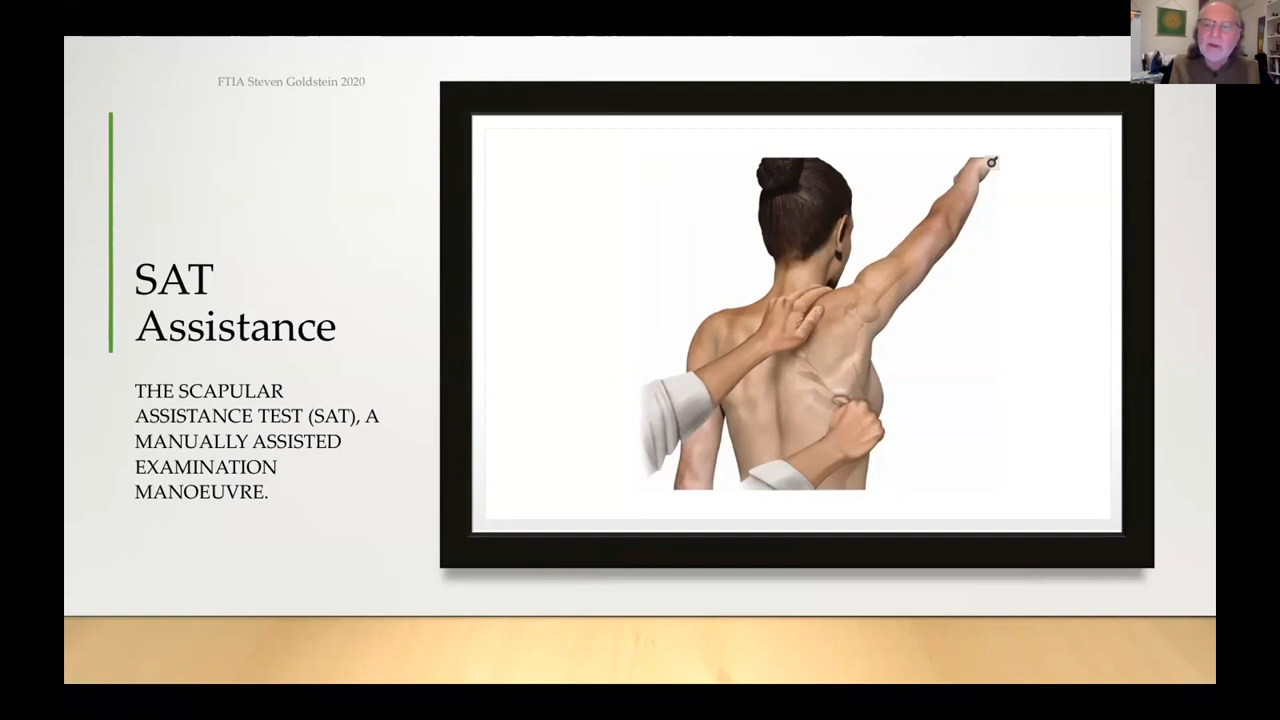 FTIA Steven Goldstein 2020
SAT
Assistance
THE SCAPULAR
ASSISTANCE TEST (SAT), A
MANUALLY ASSISTED
EXAMINATION
MANOEUVRE.